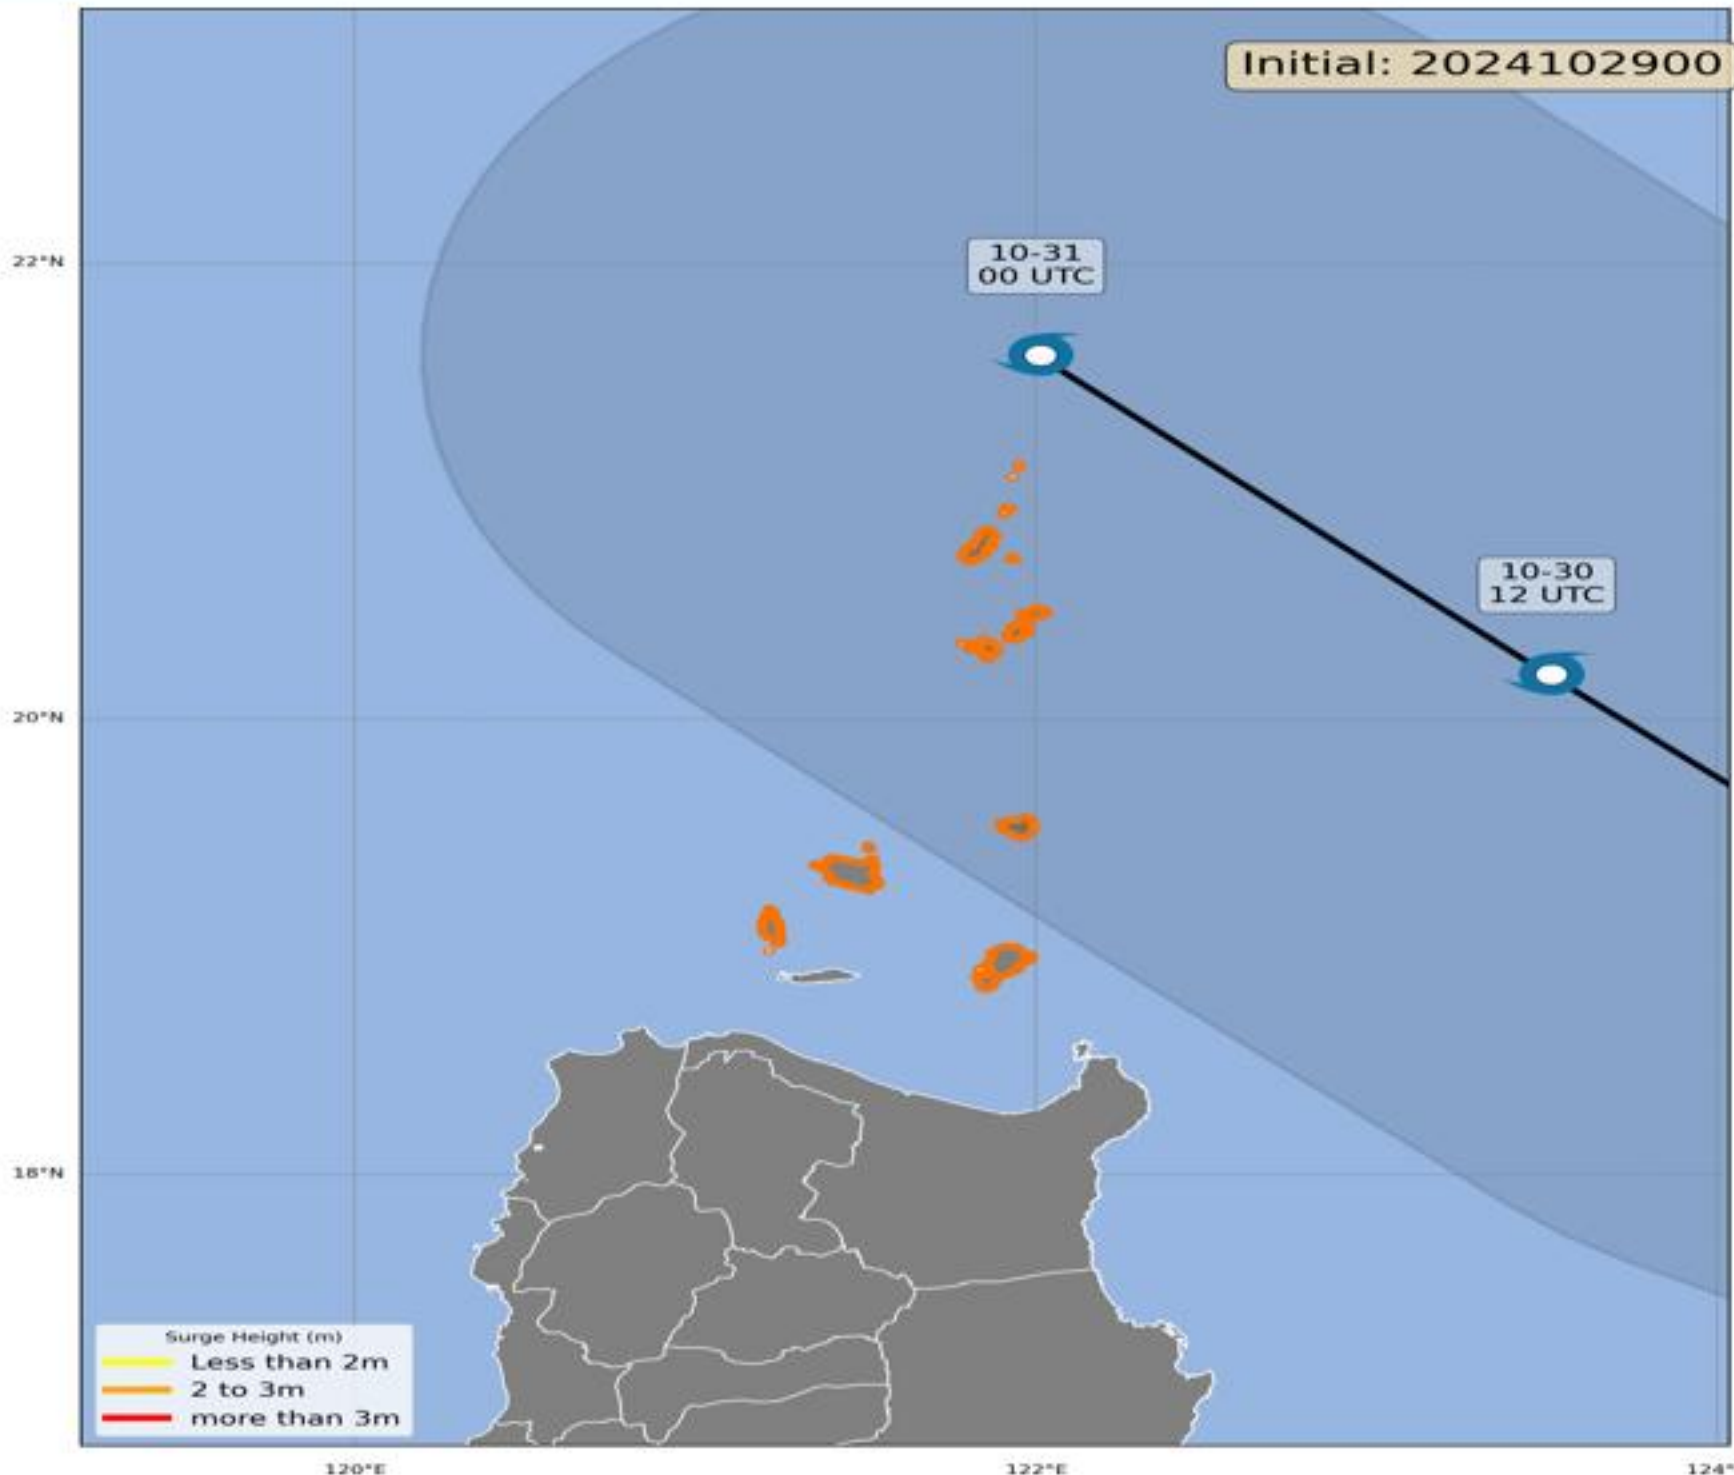 Initial: 2024102900
10-31
00 UTC
22°N
10-30
12 UTC
20°N
18°N
Surge Height (m)
Less than 2m
2 to 3m
more than 3m
120°E
122°E
124°